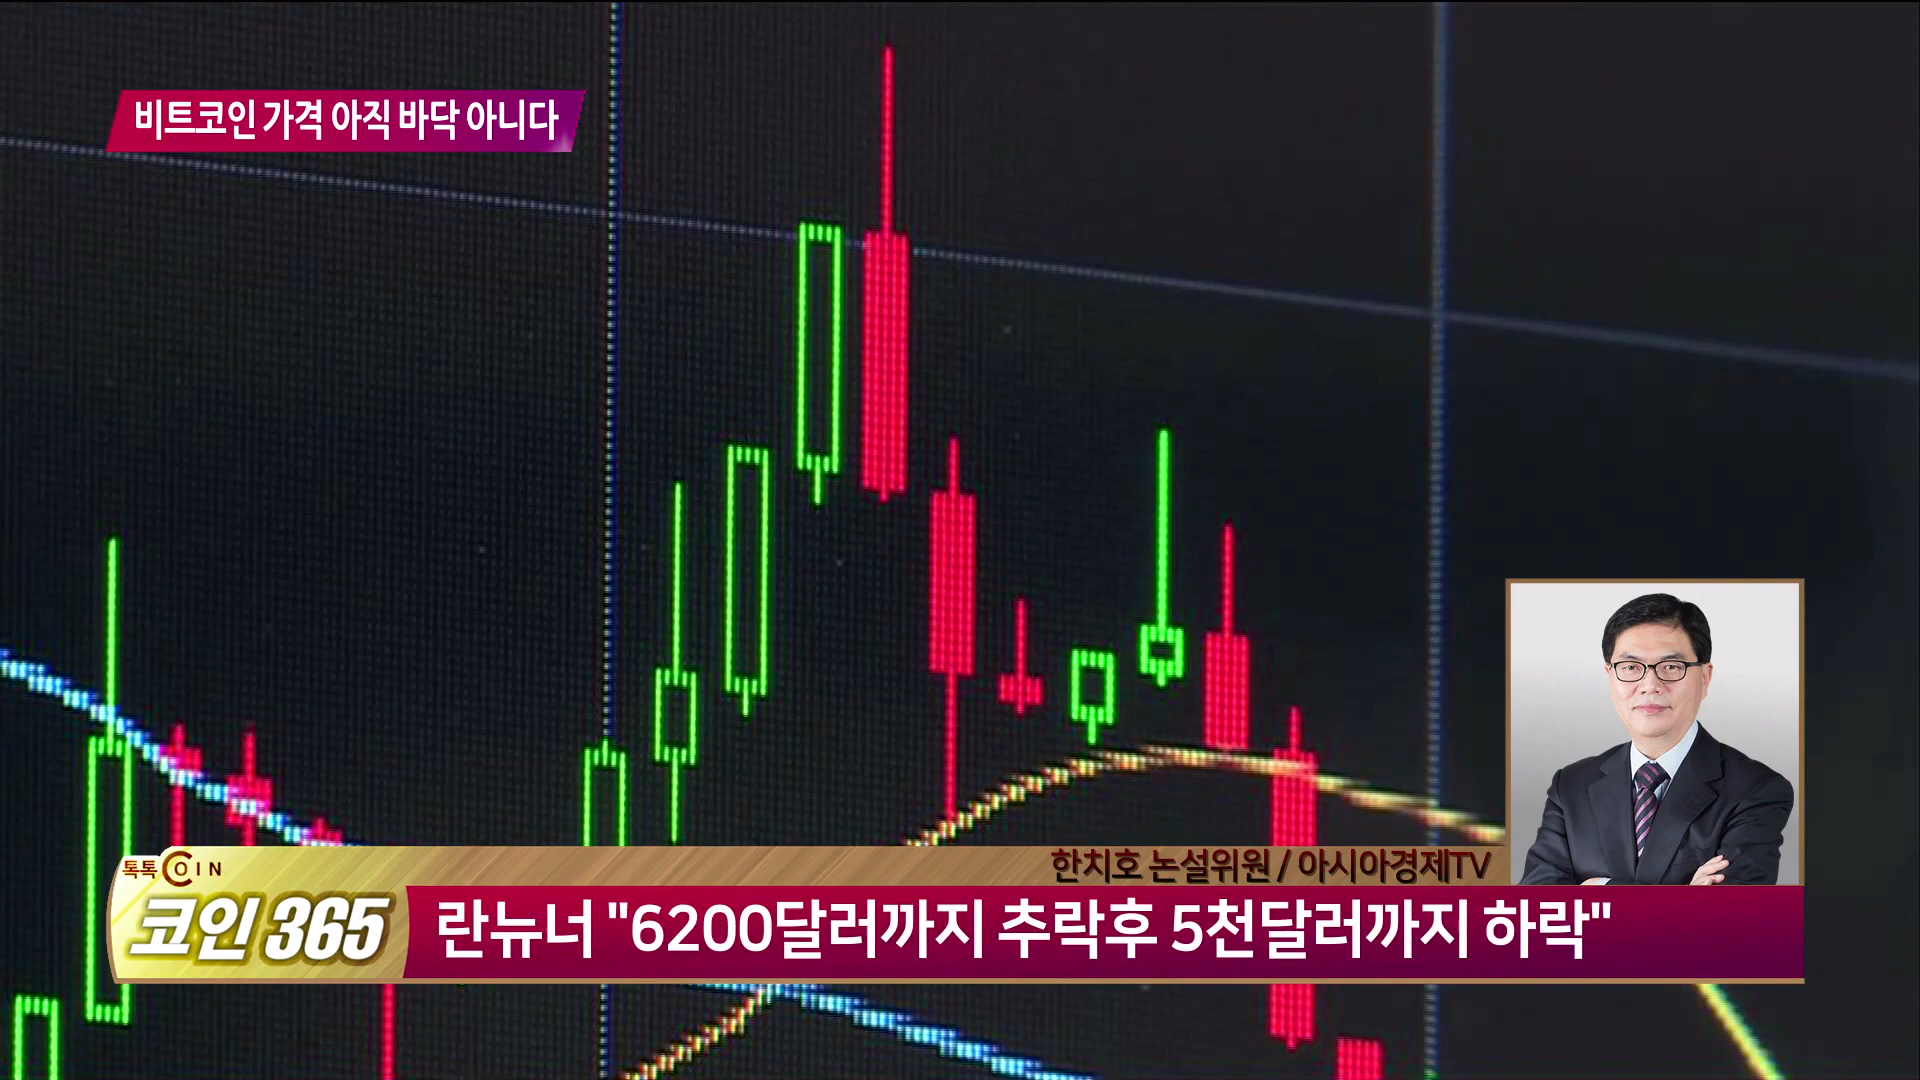 비트코인 가격 아직 바닥 아니다
한치호 논설위원 / 아시아경제TV
톡톡 COIN
코인 365
란뉴너 "6200달러까지 추락후 5천달러까지 하락"